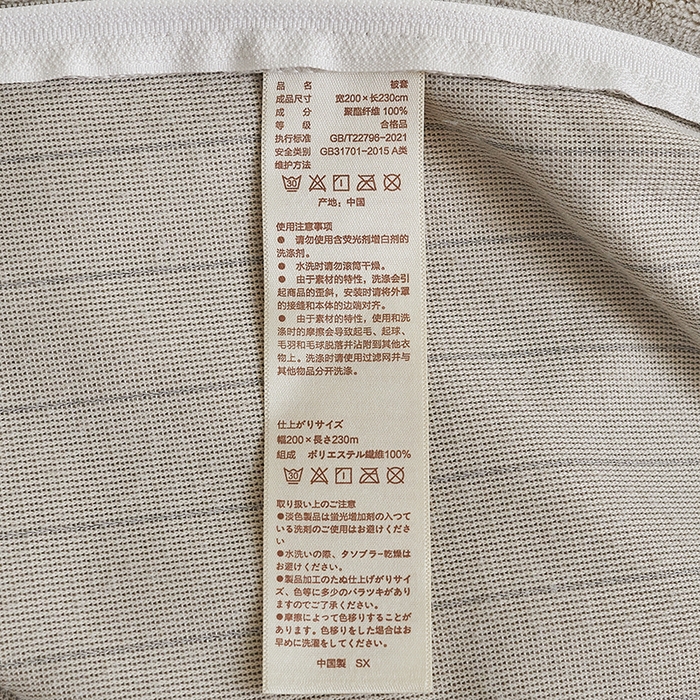 品 名 被套
成品尺寸 宽200×长230cm
成 分 聚酯纤维 100%
等 级 合格品
执行标准 GB/T22796-2021
安全类别 GB31701-2015 A类
维护方法
30
产地：中国
使用注意事项
● 请勿使用含荧光剂增白剂的
洗涤剂。
● 水洗时请勿滚筒干燥。
● 由于素材的特性，洗涤会引
起商品的歪斜，安装时请将外罩
的接缝和本体的边端对齐。
● 由于素材的特性，使用和洗
涤时的摩擦会导致起毛、起球、
毛羽和毛球脱落并沾附到其他衣
物上。洗涤时请使用过滤网并与
其他物品分开洗涤。
仕上がりサイズ
幅200×長さ230m
組成 ポリエステル繊維100%
30
取り扱い上のご注意
●淡色製品は蛍光増加剤の入つて
いる洗剤のご使用はお避けくださ
い
●水洗いの際、タソブラー乾燥は
お避けください。
●製品加工のたぬ仕上げがりサイ
ズ、色等に多少のバラツキがあり
ますのでご了承ください。
●摩擦によって色移りすることが
あります。色移りをした場合はお
早めに洗濯をしてください。
中国製 SX